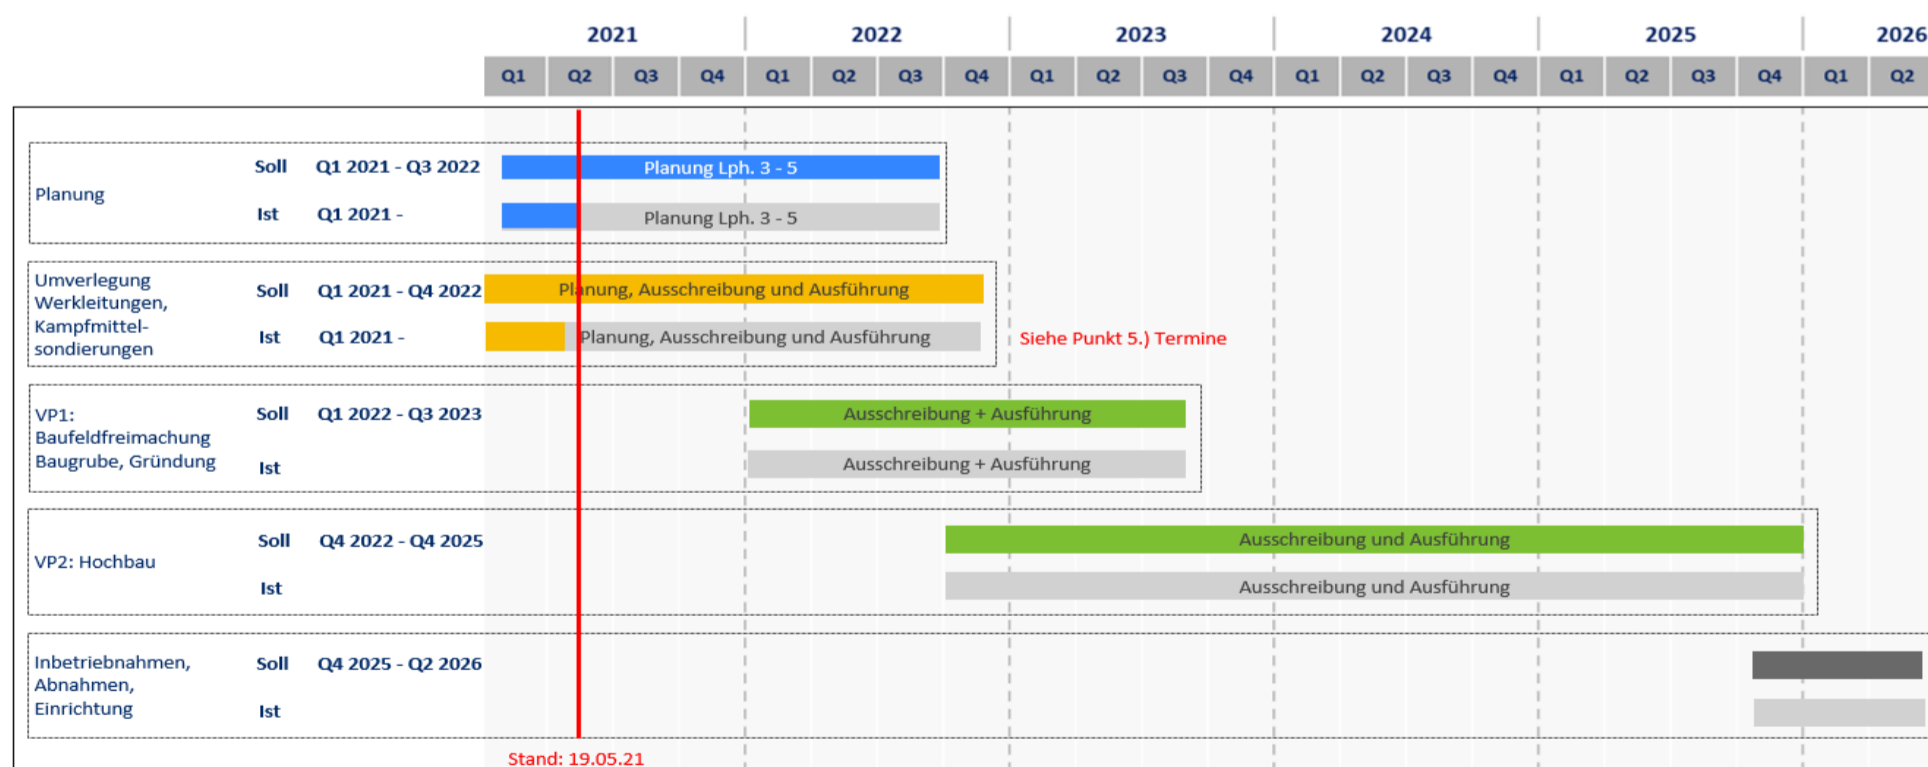 2021 2022 2023 2024 2025 2026
Q1 Q2 Q3 Q4 Q1 Q2 Q3 Q4 Q1 Q2 Q3 Q4 Q1 Q2 Q3 Q4 Q1 Q2 Q3 Q4 Q1 Q2
Planung
Soll Q1 2021 - Q3 2022 Planung Lph. 3 - 5
Ist Q1 2021 - Planung Lph. 3 - 5
Umverlegung
Werkleitungen,
Kampfmittel-
sondierungen
Soll Q1 2021 - Q4 2022 Planung, Ausschreibung und Ausführung
Ist Q1 2021 - Planung, Ausschreibung und Ausführung Siehe Punkt 5.) Termine
VP1:
Baufeldfreimachung
Baugrube, Gründung
Soll Q1 2022 - Q3 2023 Ausschreibung + Ausführung
Ist Ausschreibung + Ausführung
VP2: Hochbau
Soll Q4 2022 - Q4 2025 Ausschreibung und Ausführung
Ist Ausschreibung und Ausführung
Inbetriebnahmen,
Abnahmen,
Einrichtung
Soll Q4 2025 - Q2 2026
Ist
Stand: 19.05.21